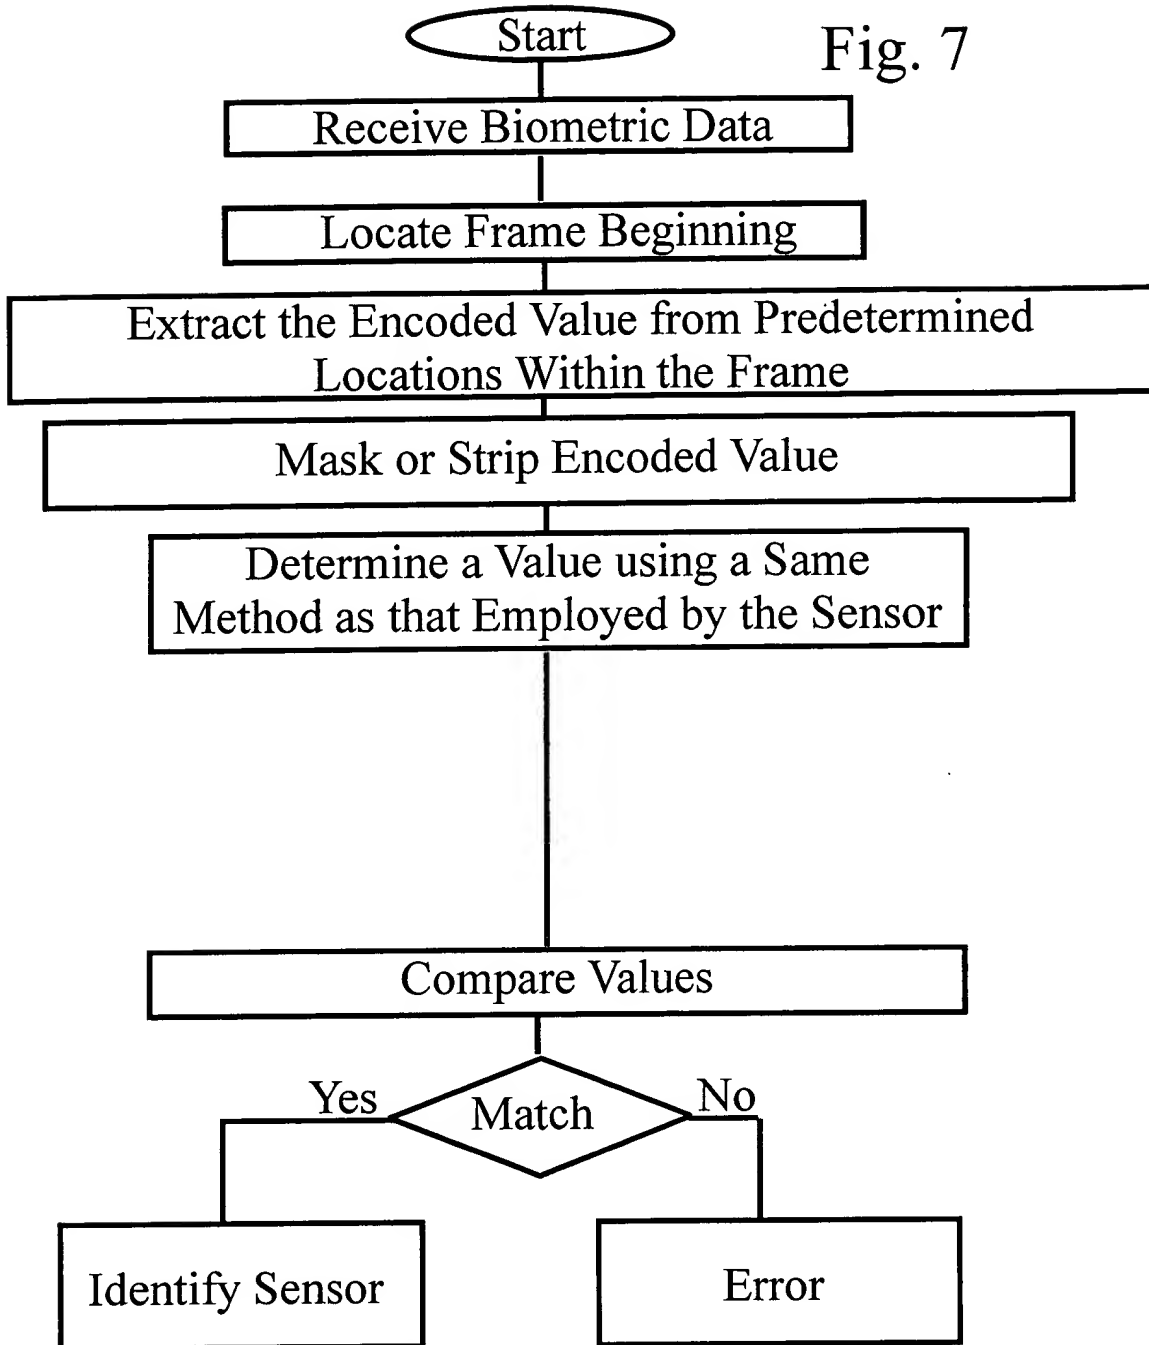 Start
Fig. 7
Receive Biometric Data
Locate Frame Beginning
Extract the Encoded Value from Predetermined
Locations Within the Frame
Mask or Strip Encoded Value
Determine a Value using a Same
Method as that Employed by the Sensor
Compare Values
Yes
Match
No
Identify Sensor
Error